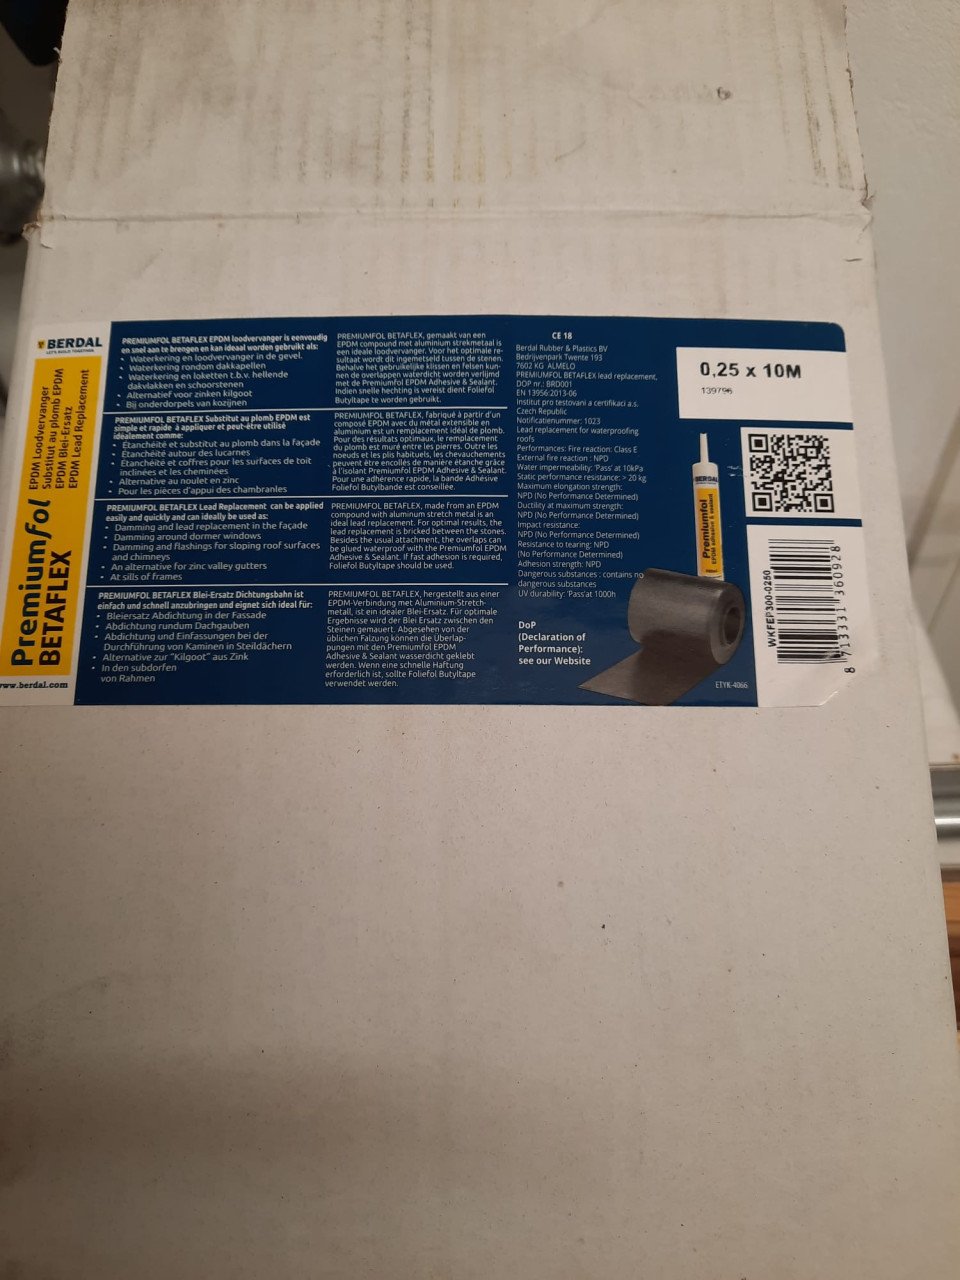 BERDAL
LET'S BUILD TOGETHER
EPDM Loodvervanger
Substitut au plomb EPDM
EPDM Blei-Ersatz
EPDM Lead Replacement
Premiumfol
BETAFLEX
www.berdal.com
PREMIUMFOL BETAFLEX EPDM loodvervanger is eenvoudig
en snel aan te brengen en kan ideaal worden gebruikt als:
• Waterkering en loodvervanger in de gevel.
• Waterkering rondom dakkapellen
• Waterkering en loketten t.b.v. hellende
dakvlakken en schoorstenen
• Alternatief voor zinken kilgoot
• Bij onderdorpels van kozijnen
PREMIUMFOL BETAFLEX, gemaakt van een
EPDM compound met aluminium strekmetaal is
een ideale loodvervanger. Voor het optimale re-
sultaat wordt dit ingemetseld tussen de stenen.
Behalve het gebruikelijke klissen en felsen kun-
nen de overlappen waterdicht worden verlijmd
met de Premiumfol EPDM Adhesive & Sealant.
Indien snelle hechting is vereist dient Foliefol
Butyltape te worden gebruikt.
PREMIUMFOL BETAFLEX Substitut au plomb EPDM est
simple et rapide à appliquer et peut-être utilisé
idéalement comme:
• Étanchéité et substitut au plomb dans la façade
• Étanchéité autour des lucarnes
• Étanchéité et coffres pour les surfaces de toit
inclinées et les cheminées
• Alternative au noulet en zinc
• Pour les pièces d'appui des chambranles
PREMIUMFOL BETAFLEX, fabriqué à partir d'un
composé EPDM avec du métal extensible en
aluminium est un remplacement idéal de plomb.
Pour des résultats optimaux, le remplacement
du plomb est muré entre les pierres. Outre les
noeuds et les plis habituels, les chevauchements
peuvent être encollés de manière étanche grâce
à l'isolant Premiumfol EPDM Adhesive & Sealant.
Pour une adhérence rapide, la bande Adhésive
Foliefol Butylbande est conseillée.
PREMIUMFOL BETAFLEX Lead Replacement can be applied
easily and quickly and can ideally be used as:
• Damming and lead replacement in the façade
• Damming around dormer windows
• Damming and flashings for sloping roof surfaces
and chimneys
• An alternative for zinc valley gutters
• At sills of frames
PREMIUMFOL BETAFLEX, made from an EPDM
compound with aluminum stretch metal is an
ideal lead replacement. For optimal results, the
lead replacement is bricked between the stones.
Besides the usual attachment, the overlaps can
be glued waterproof with the Premiumfol EPDM
Adhesive & Sealant. If fast adhesion is required,
Foliefol Butyltape should be used.
PREMIUMFOL BETAFLEX Blei-Ersatz Dichtungsbahn ist
einfach und schnell anzubringen und eignet sich ideal für:
• Bleiersatz Abdichtung in der Fassade
• Abdichtung rundum Dachgauben
• Abdichtung und Einfassungen bei der
Durchführung von Kaminen in Steildächern
• Alternative zur "Kilgoot" aus Zink
• In den subdorfen
von Rahmen
PREMIUMFOL BETAFLEX, hergestellt aus einer
EPDM-Verbindung met Aluminium-Stretch-
metall, ist ein idealer Blei-Ersatz. Für optimale
Ergebnisse wird der Blei Ersatz zwischen den
Steinen gemauert. Abgesehen von der
üblichen Falzung können die Überlap-
pungen mit den Premiumfol EPDM
Adhesive & Sealant wasserdicht geklebt
werden. Wenn eine schnelle Haftung
erforderlich ist, sollte Foliefol Butyltape
verwendet werden.
CE 18
Berdal Rubber & Plastics BV
Bedrijvenpark Twente 193
7602 KG ALMELO
PREMIUMFOL BETAFLEX lead replacement,
DOP nr.: BRD001
EN 13956:2013-06
Institut pro testovani a certifikaci a.s.
Czech Republic
Notificatienummer: 1023
Lead replacement for waterproofing
roofs
Performances: Fire reaction: Class E
External fire reaction : NPD
Water impermeability: 'Pass' at 10kPa
Static performance resistance: > 20 kg
Maximum elongation strength:
NPD (No Performance Determined)
Ductility at maximum strength:
NPD (No Performance Determined)
Impact resistance:
NPD (No Performance Determined)
Resistance to tearing: NPD
(No Performance Determined)
Adhesion strength: NPD
Dangerous substances : contains no
dangerous substances
UV durability: 'Pass'at 1000h
DoP
(Declaration of
Performance):
see our Website
BERDAL
Premiumfol
EPDM adhesive & sealant
ETYK-4066
0,25 x 10M
139796
WKFEP300-0250
8 713331 360928